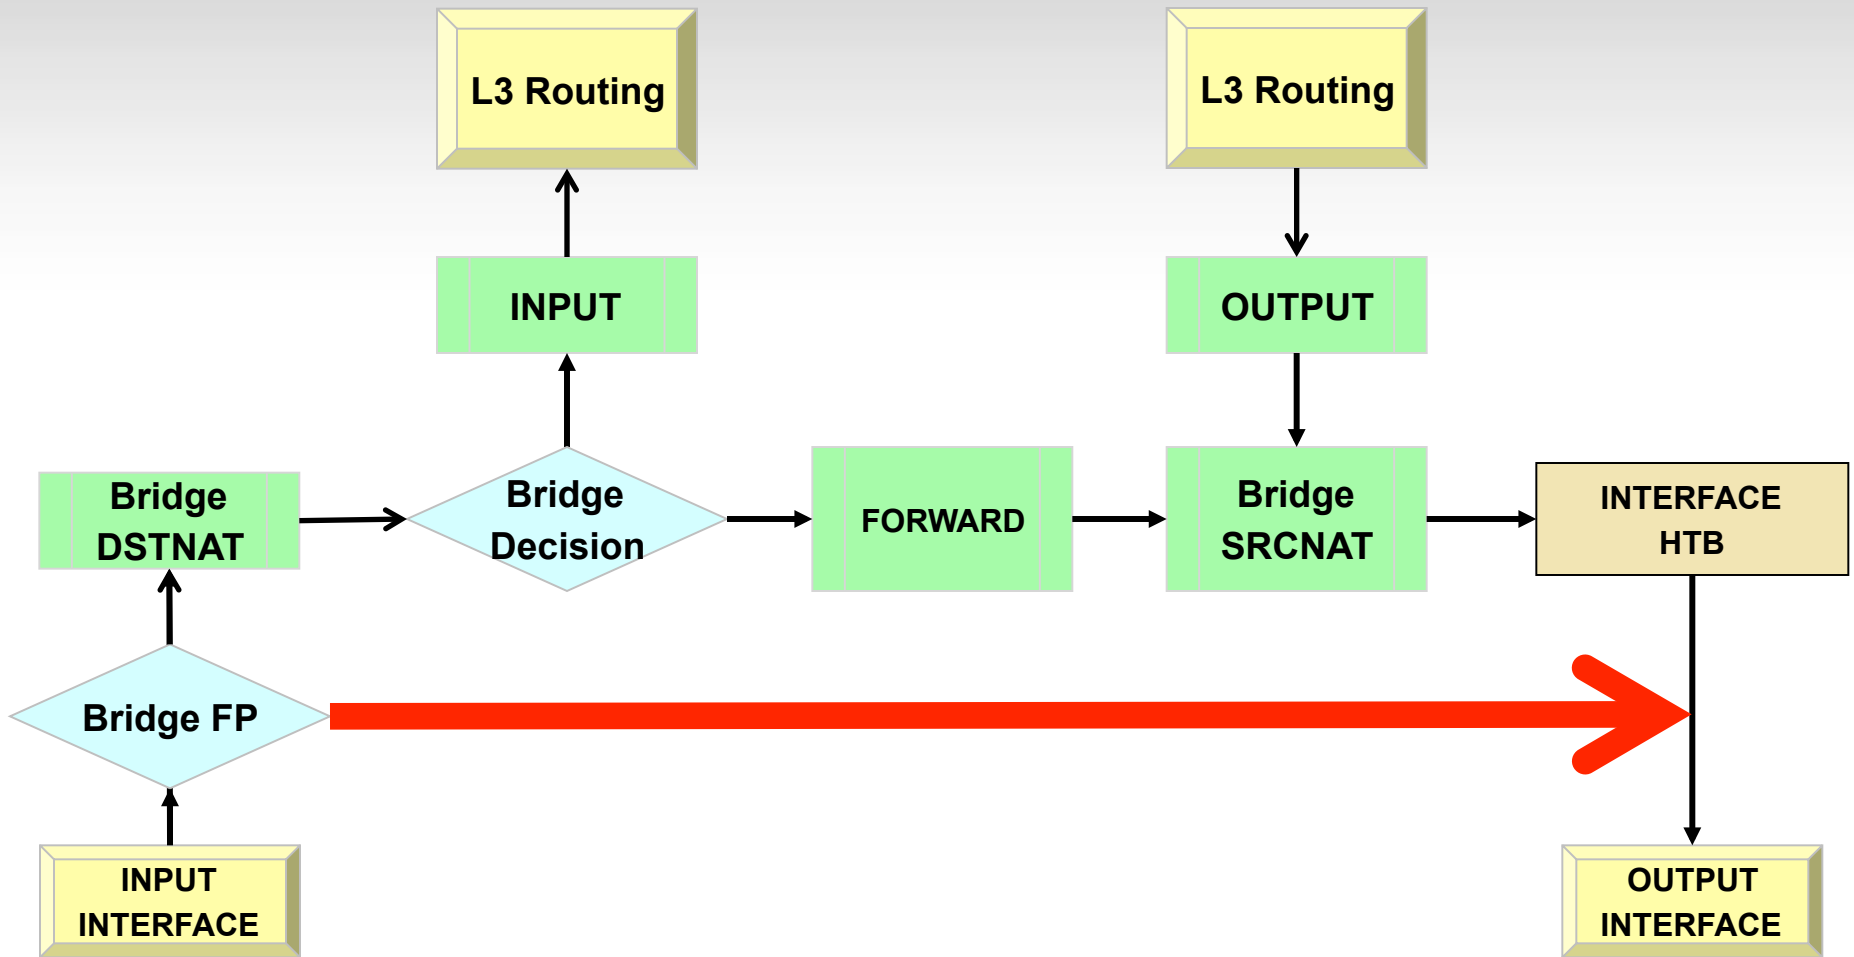 L3 Routing
L3 Routing
INPUT
OUTPUT
Bridge
DSTNAT
Bridge
Decision
FORWARD
Bridge
SRCNAT
INTERFACE
HTB
Bridge FP
INPUT
INTERFACE
OUTPUT
INTERFACE